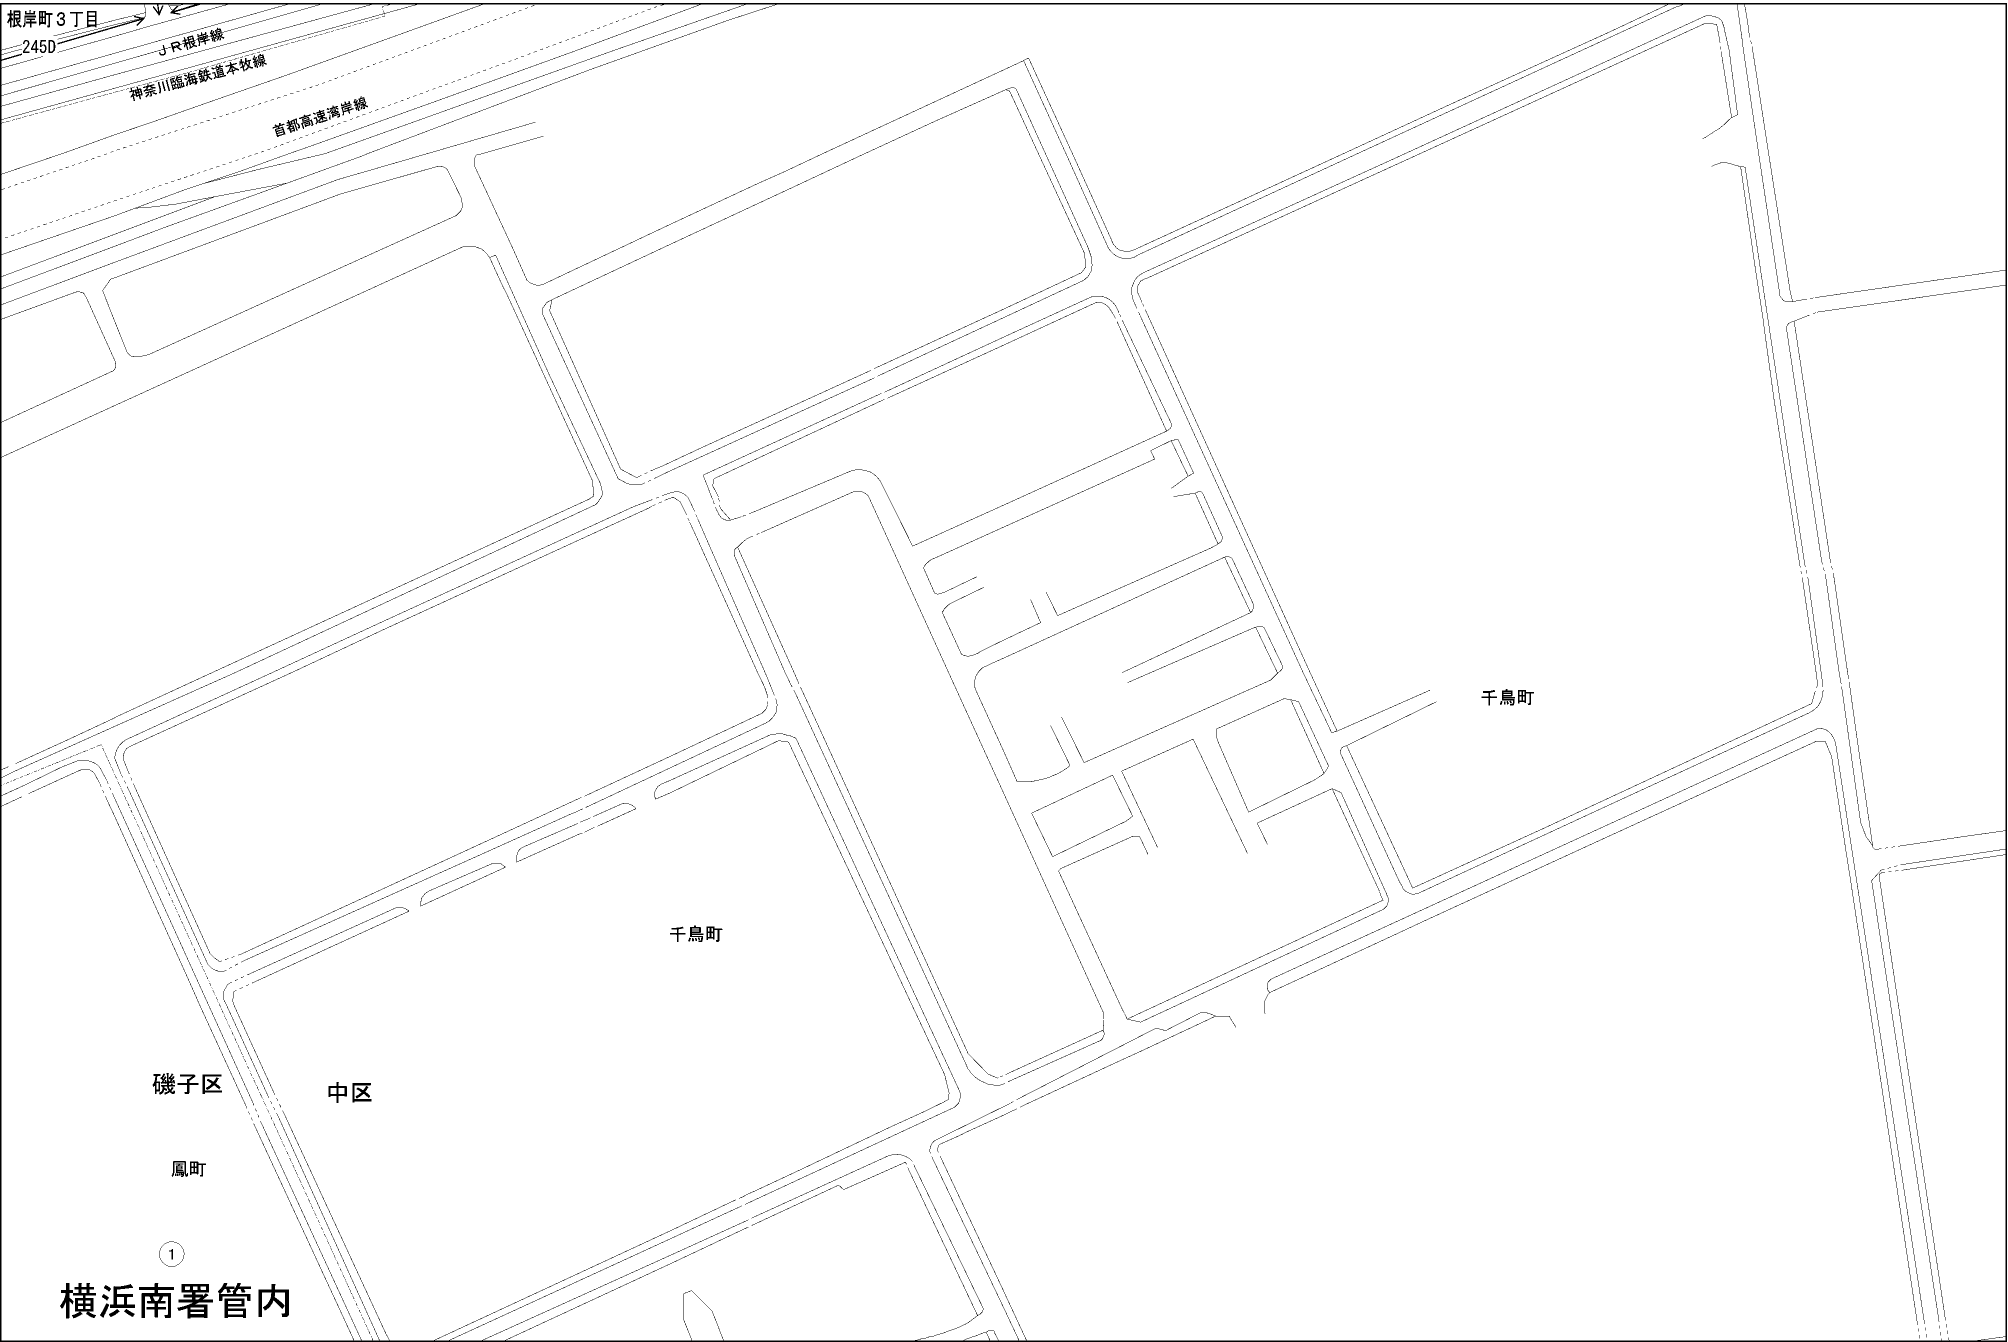 根岸町３丁目
245D
ＪＲ根岸線
神奈川臨海鉄道本牧線
首都高速湾岸線
千鳥町
千鳥町
磯子区
中区
鳳町
1
横浜南署管内